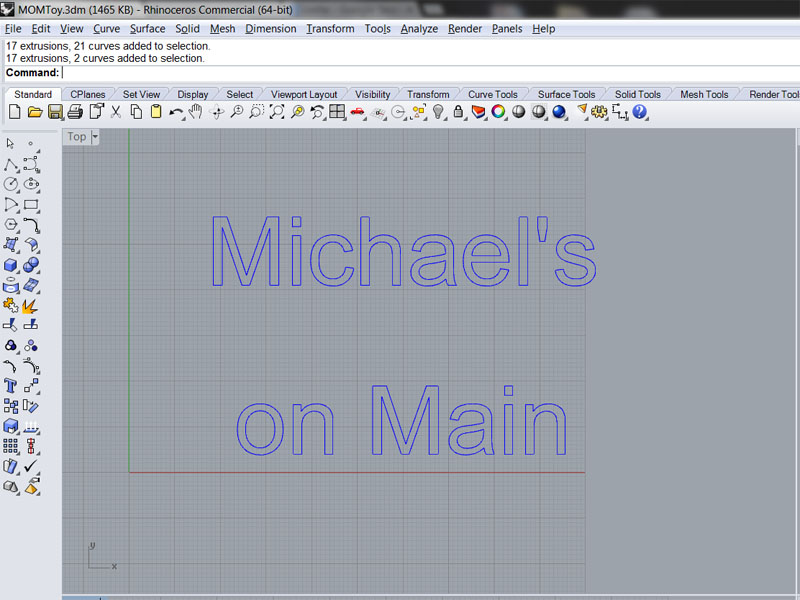 MOMToy.3dm (1465 KB) - Rhinoceros Commercial (64-bit)
File Edit View Curve Surface Solid Mesh Dimension Transform Tools Analyze Render Panels Help
17 extrusions, 21 curves added to selection.
17 extrusions, 2 curves added to selection.
Command:
Standard CPlanes Set View Display Select Viewport Layout Visibility Transform Curve Tools Surface Tools Solid Tools Mesh Tools Render Tool
Top
Michael's
on Main
y
x